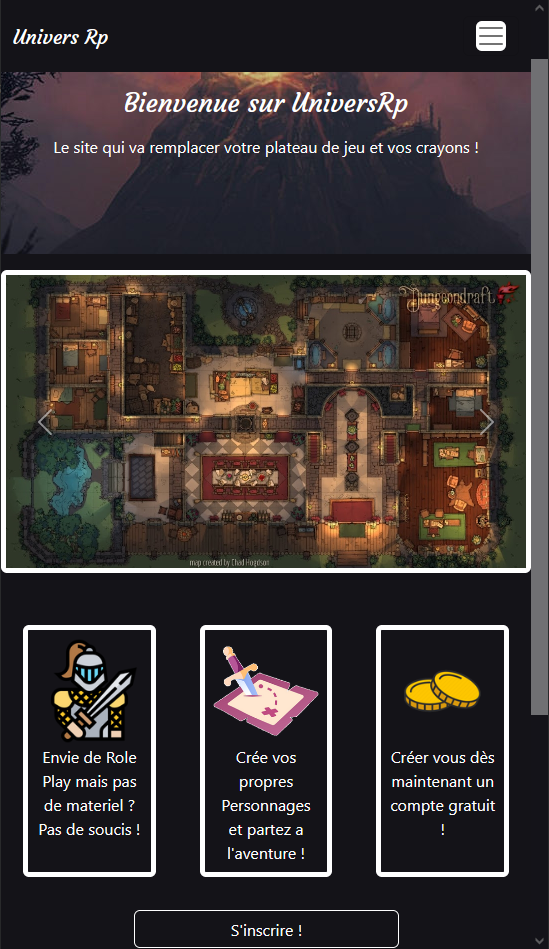 Univers Rp
Bienvenue sur UniversRp
Le site qui va remplacer votre plateau de jeu et vos crayons !
Dungeondraft
map created by Chad Hogrison
Envie de Role
Play mais pas
de materiel ?
Pas de soucis !
Crée vos
propres
Personnages
et partez a
l'aventure !
Créer vous dès
maintenant un
compte gratuit
!
S'inscrire !